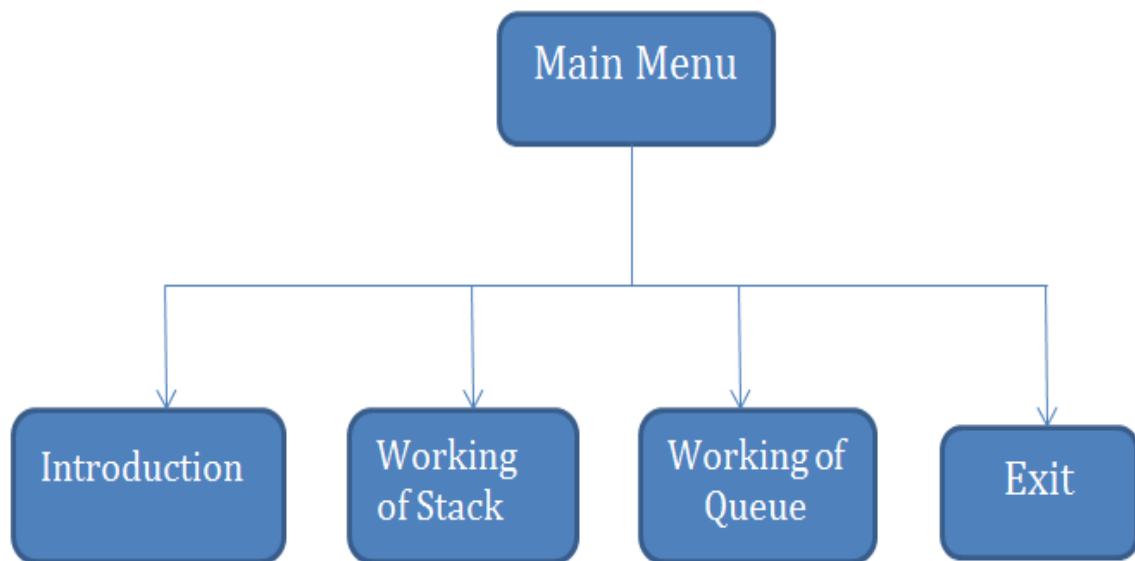 Main Menu
Introduction
Working
of Stack
Working of
Queue
Exit